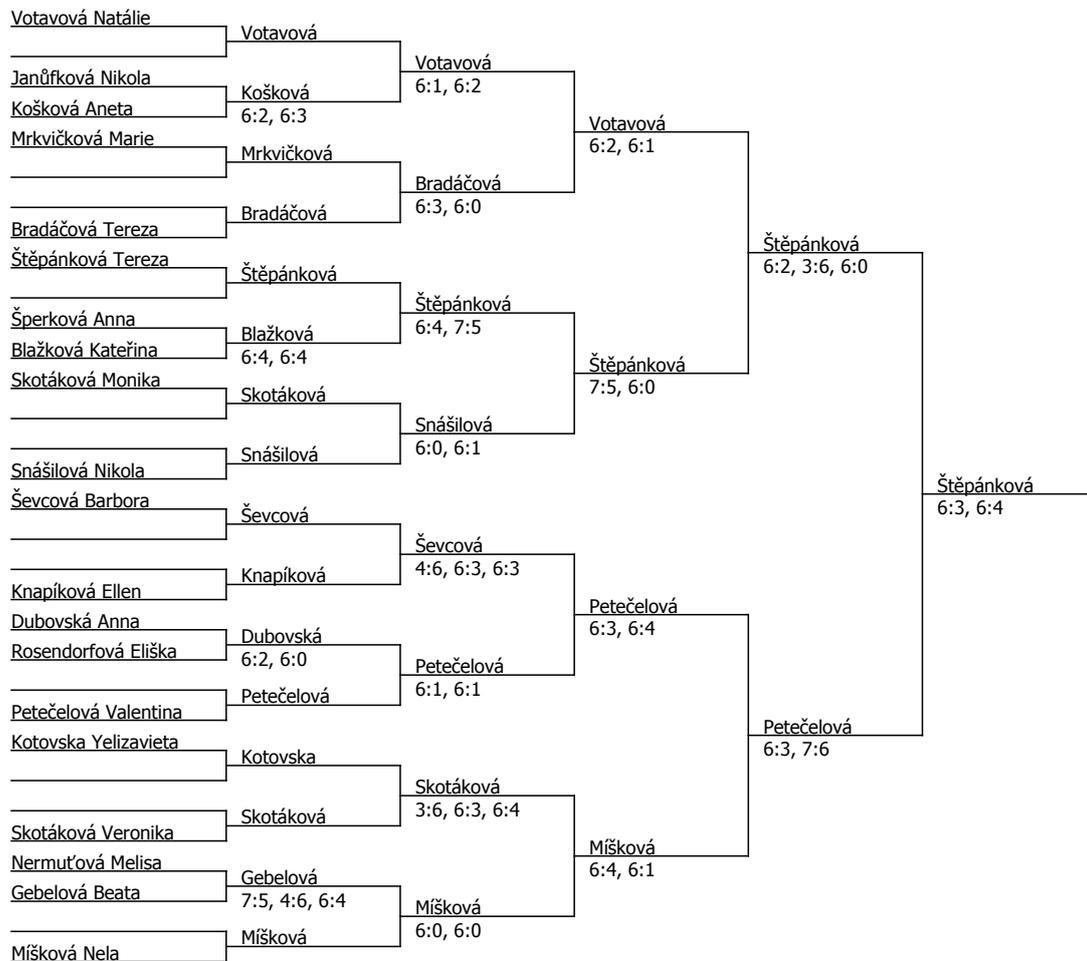 Votavová Natálie
Janůfková Nikola
Košková Aneta
Mrkvičková Marie
Bradáčová Tereza
Štěpánková Tereza
Šperková Anna
Blažková Kateřina
Skotáková Monika
Snášilová Nikola
Ševcová Barbora
Knapíková Ellen
Dubovská Anna
Rosendorfová Eliška
Petečelová Valentina
Kotovska Yelizavieta
Skotáková Veronika
Nermuťová Melisa
Gebelová Beata
Míšková Nela
Votavová
Košková
6:2, 6:3
Mrkvičková
Bradáčová
Štěpánková
Blažková
6:4, 6:4
Skotáková
Snášilová
Ševcová
Knapíková
Dubovská
6:2, 6:0
Petečelová
Kotovska
Skotáková
Gebelová
7:5, 4:6, 6:4
Míšková
Votavová
6:1, 6:2
Bradáčová
6:3, 6:0
Štěpánková
6:4, 7:5
Snášilová
6:0, 6:1
Ševcová
4:6, 6:3, 6:3
Petečelová
6:1, 6:1
Skotáková
3:6, 6:3, 6:4
Míšková
6:0, 6:0
Votavová
6:2, 6:1
Štěpánková
7:5, 6:0
Petečelová
6:3, 6:4
Míšková
6:4, 6:1
Štěpánková
6:2, 3:6, 6:0
Petečelová
6:3, 7:6
Štěpánková
6:3, 6:4